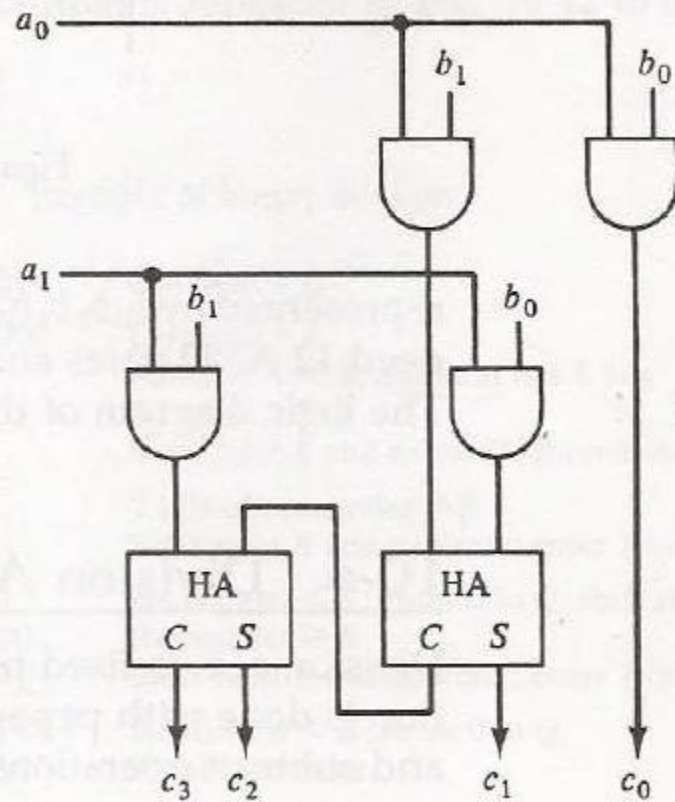 a₀
b₁ b₀
a₁
b₁ b₀
HA HA
C S C S
c₃ c₂ c₁ c₀